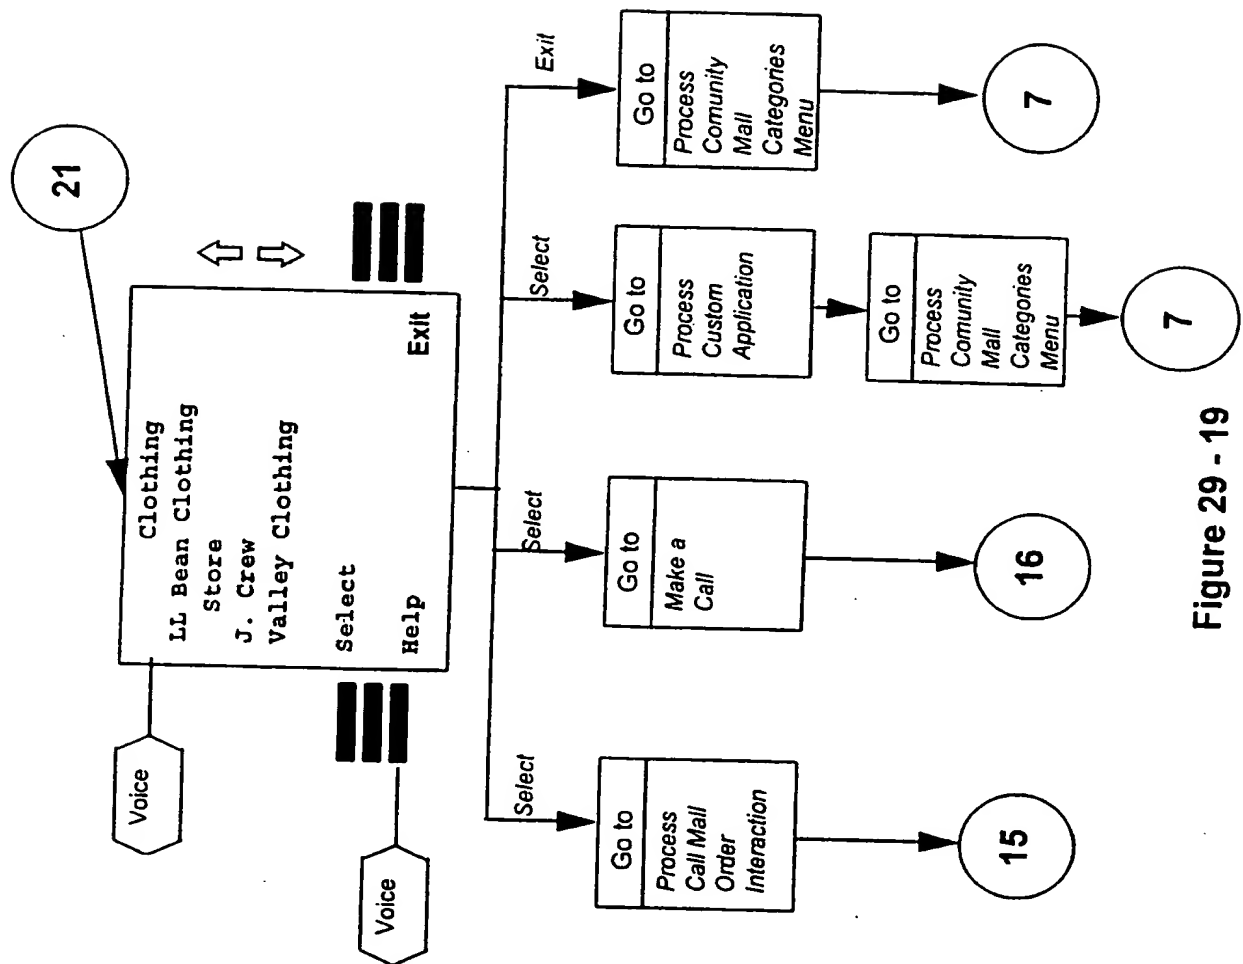 21
Voice
Clothing
LL Bean Clothing
Store
J. Crew
Valley Clothing
Select
Help
Exit
Voice
Select
Select
Select
Exit
Go to
Process
Call Mall
Order
Interaction
15
Go to
Make a
Call
16
Go to
Process
Custom
Application
Go to
Process
Comunity
Mall
Categories
Menu
7
Go to
Process
Comunity
Mall
Categories
Menu
7
Figure 29 - 19